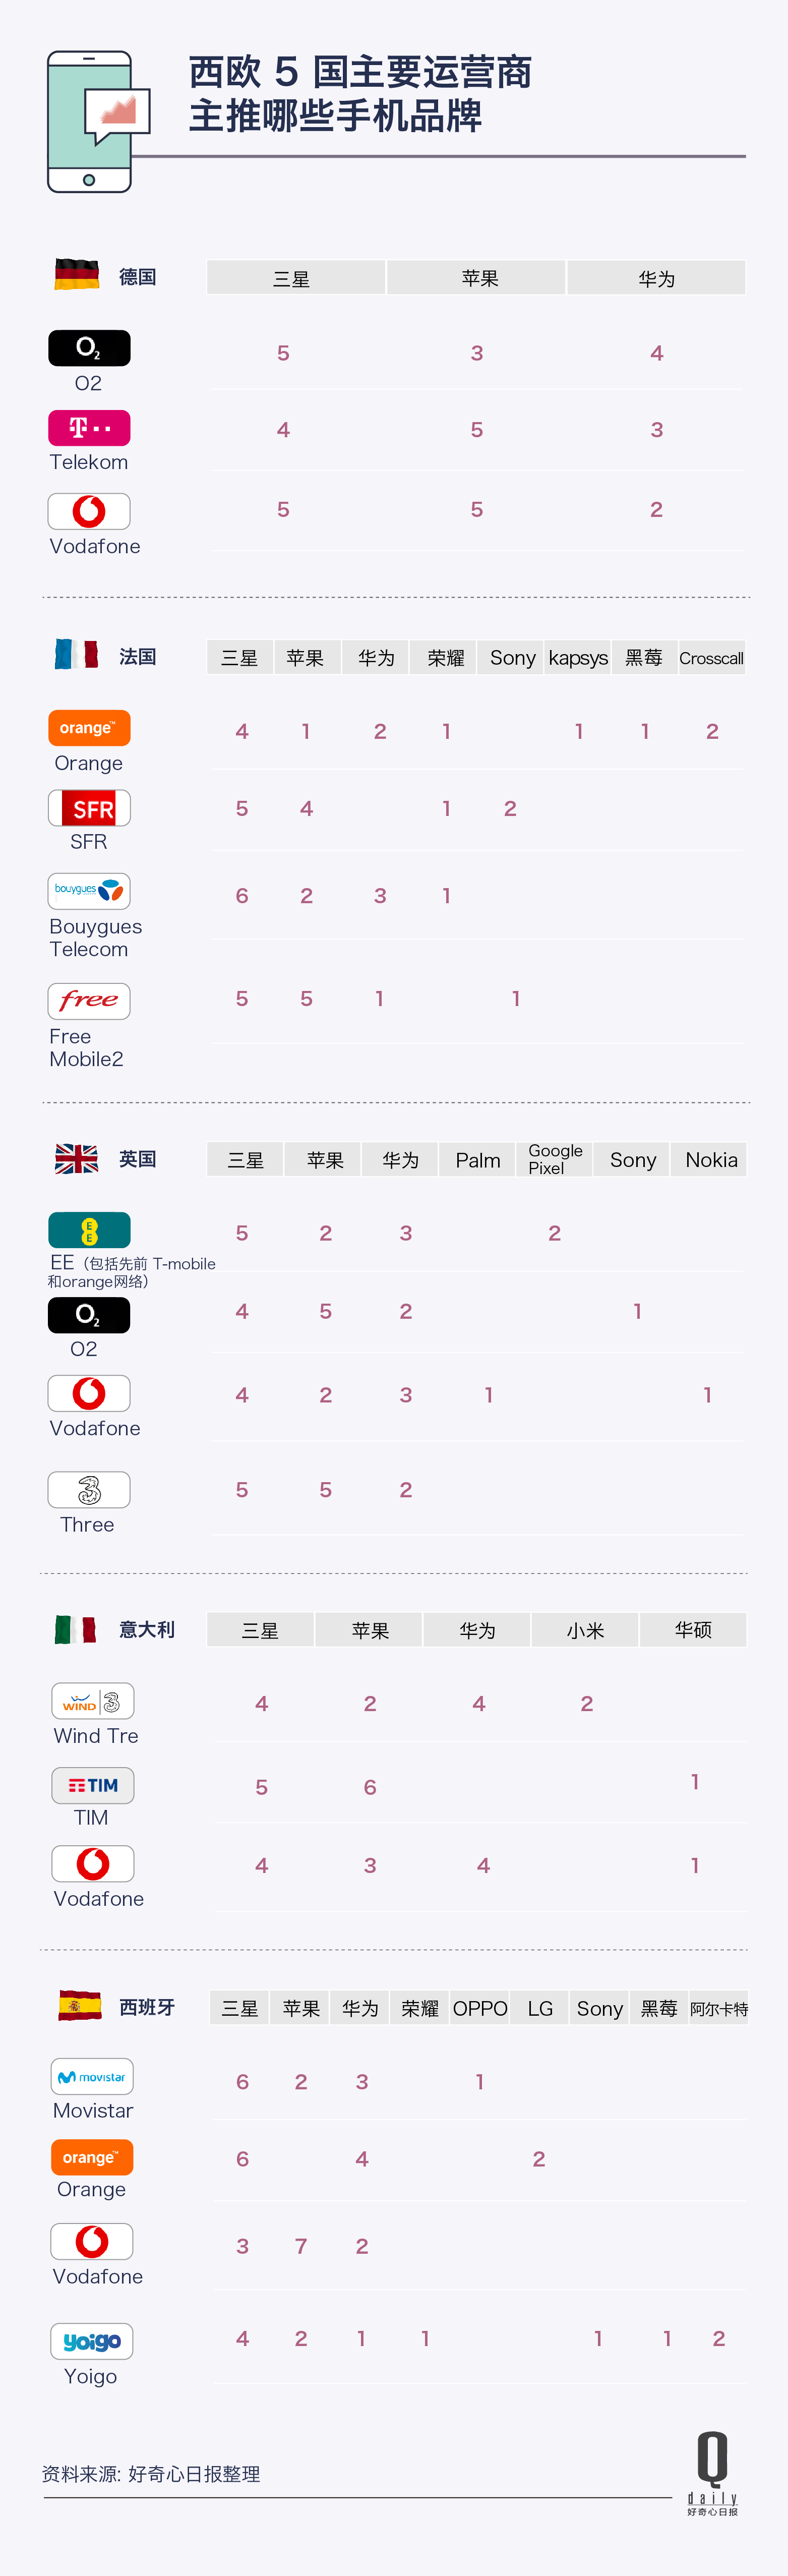 西欧 5 国主要运营商
主推哪些手机品牌
德国 三星 苹果 华为
O2
O2 5 3 4
T··
Telekom 4 5 3
Vodafone 5 5 2
法国 三星 苹果 华为 荣耀 Sony kapsys 黑莓 Crosscall
orange™
Orange 4 1 2 1 1 1 2
SFR
SFR 5 4 1 2
bouygues
Bouygues
Telecom 6 2 3 1
free
Free
Mobile2 5 5 1 1
英国 三星 苹果 华为 Palm Google Pixel Sony Nokia
EE
5 2 3 2
EE（包括先前 T-mobile
和orange网络）
O2
O2 4 5 2 1
Vodafone 4 2 3 1 1
3
Three 5 5 2
意大利 三星 苹果 华为 小米 华硕
WIND 3
Wind Tre 4 2 4 2
TIM
TIM 5 6 1
Vodafone 4 3 4 1
西班牙 三星 苹果 华为 荣耀 OPPO LG Sony 黑莓 阿尔卡特
movistar
Movistar 6 2 3 1
orange™
Orange 6 4 2
Vodafone 3 7 2
yoigo
Yoigo 4 2 1 1 1 1 2
资料来源: 好奇心日报整理
Q
daily
好奇心日报